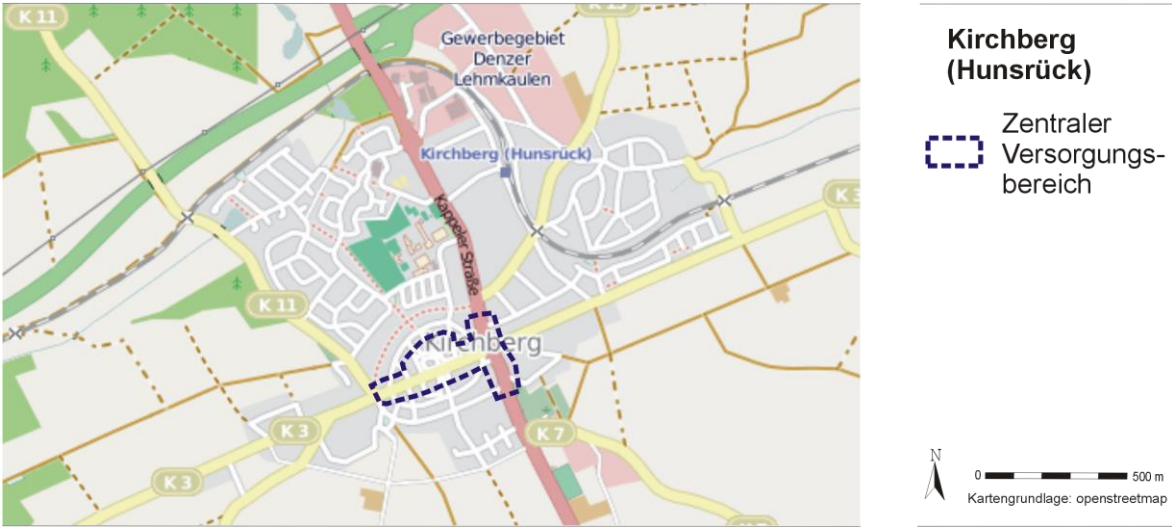 K 11
K 13
Gewerbegebiet
Denzer
Lehmkaulen
Kirchberg (Hunsrück)
Kappeler Straße
K 11
Kirchberg
K 3
K 7
K 3
Kirchberg
(Hunsrück)
Zentraler
Versorgungs-
bereich
N
0 500 m
Kartengrundlage: openstreetmap